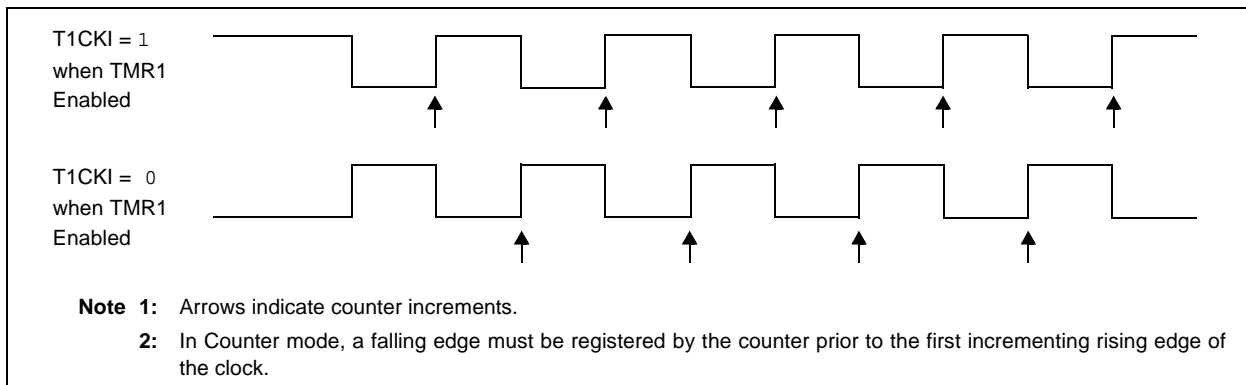 T1CKI = 1
when TMR1
Enabled
T1CKI = 0
when TMR1
Enabled
Note 1: Arrows indicate counter increments.
2: In Counter mode, a falling edge must be registered by the counter prior to the first incrementing rising edge of
the clock.